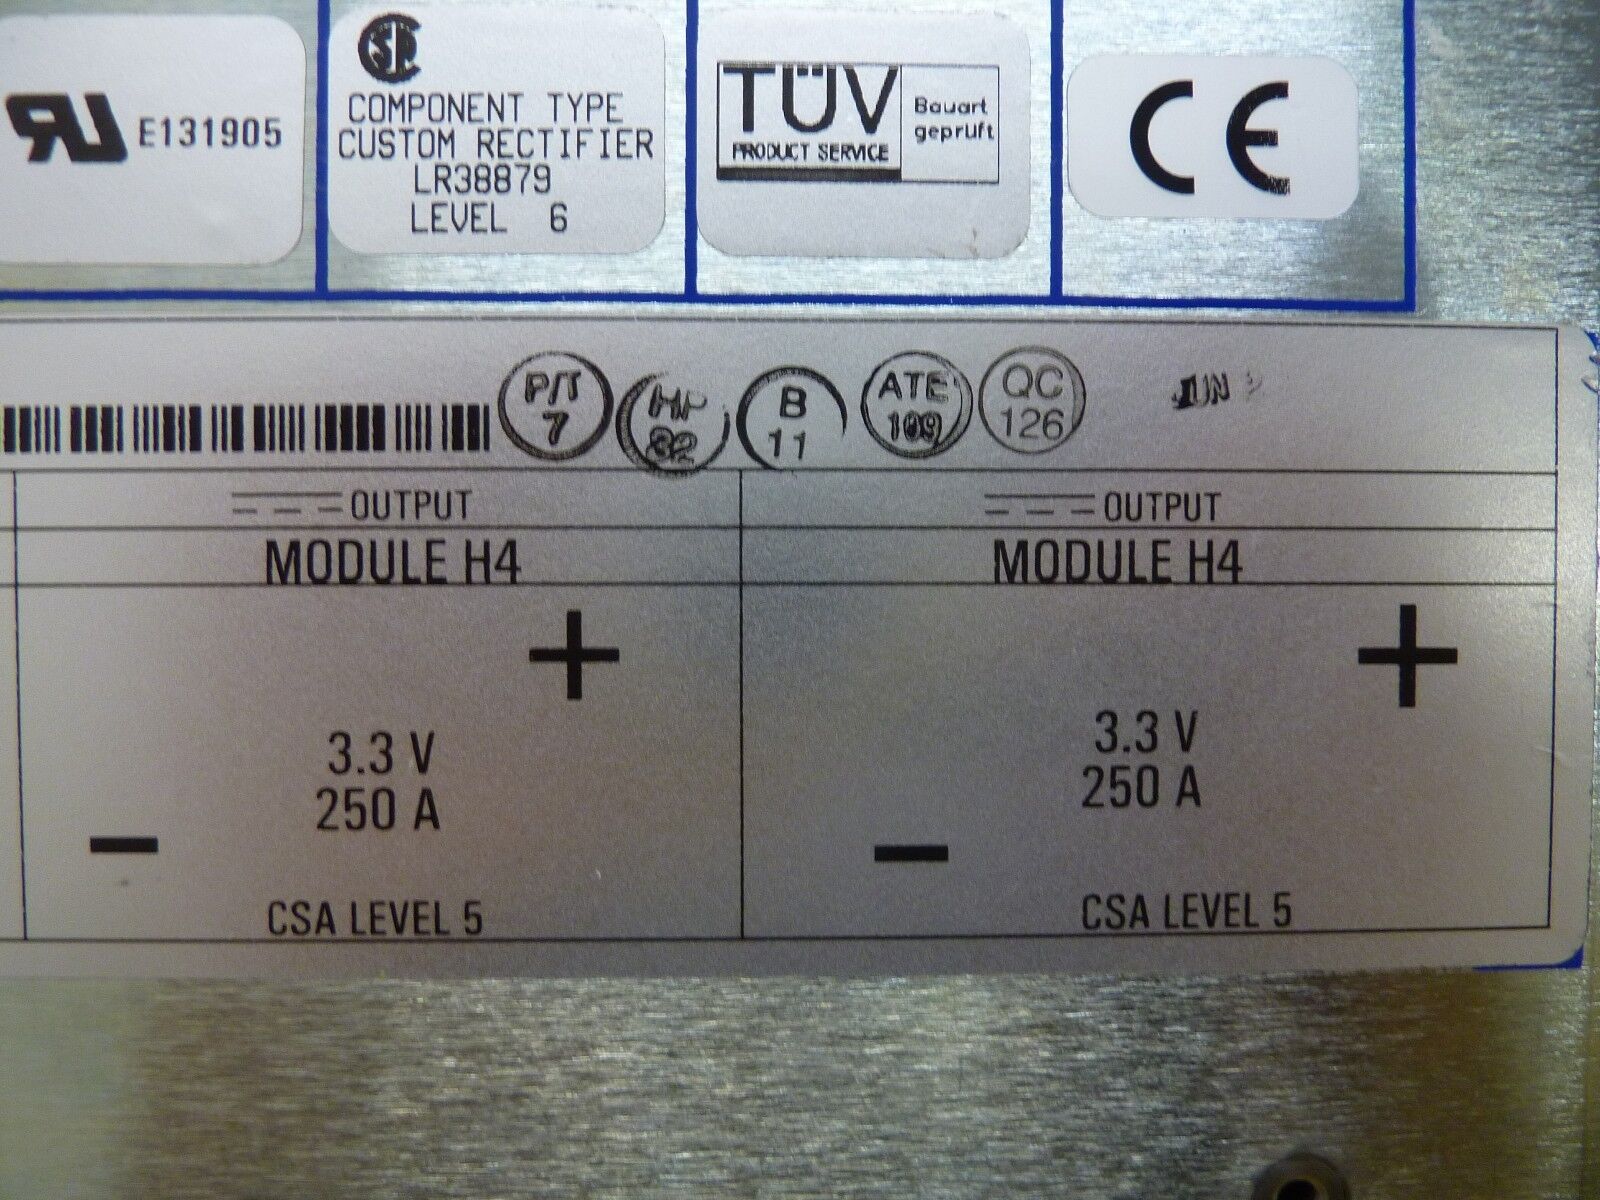 E131905
COMPONENT TYPE
CUSTOM RECTIFIER
LR38879
LEVEL 6
TÜV
PRODUCT SERVICE
Bauart
geprüft
CE
P/T
7
32
B
11
ATE
109
QC
126
JUN
OUTPUT
MODULE H4
+
3.3 V
250 A
-
CSA LEVEL 5
OUTPUT
MODULE H4
+
3.3 V
250 A
-
CSA LEVEL 5